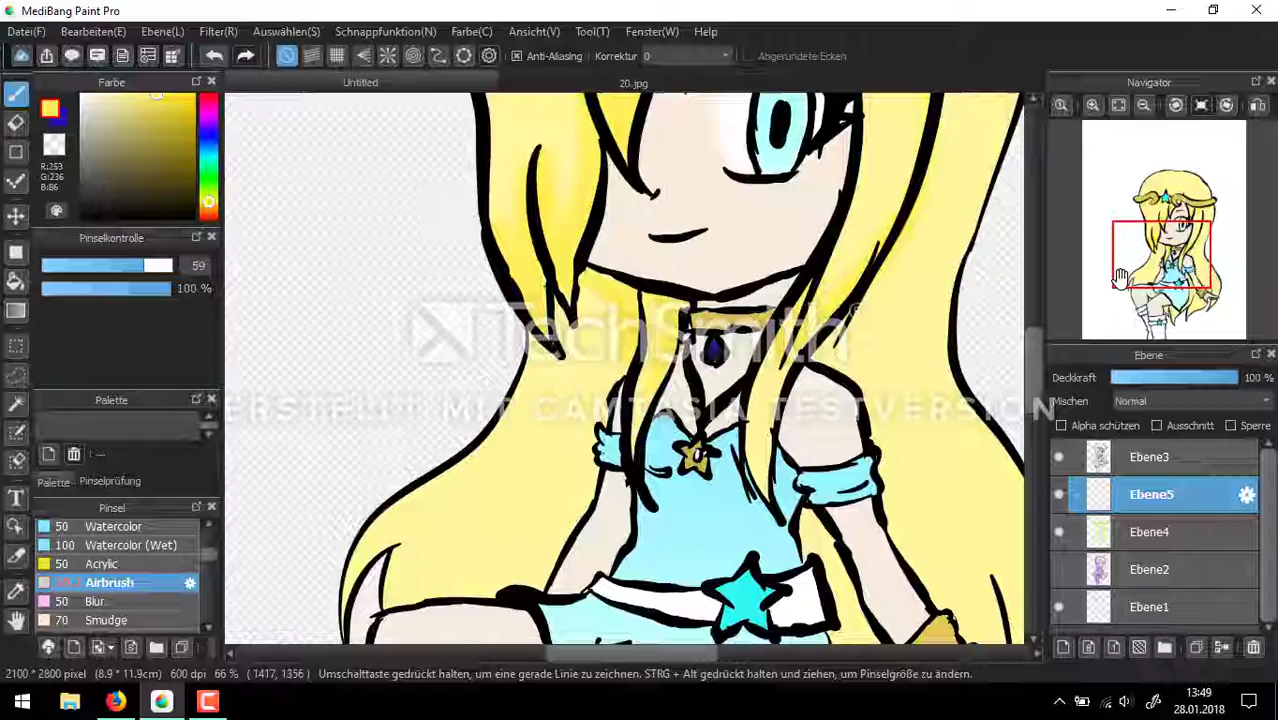 MediBang Paint Pro
Datei(F) Bearbeiten(E) Ebene(L) Filter(R) Auswählen(S) Schnappfunktion(N) Farbe(C) Ansicht(V) Tool(T) Fenster(W) Help
Anti-Aliasing Korrektur 0 Abgerundete Ecken
Farbe Untitled 20.jpg Navigator
R:253
G:236
B:86
Pinselkontrolle
59
100 %
TechSmith
MIT CAMTASIA TESTVERSION
Ebene
Deckkraft 100 %
Mischen Normal
Alpha schützen Ausschnitt Sperre
Palette
Palette Pinselprüfung
Pinsel
50 Watercolor
100 Watercolor (Wet)
50 Acrylic
Airbrush
50 Blur
70 Smudge
Ebene3
Ebene5
Ebene4
Ebene2
Ebene1
2100 * 2800 pixel (8.9 * 11.9cm) 600 dpi 66 % (1417, 1356) Umschalttaste gedrückt halten, um eine gerade Linie zu zeichnen. STRG + Alt gedrückt halten und ziehen, um Pinselgröße zu ändern.
13:49
28.01.2018